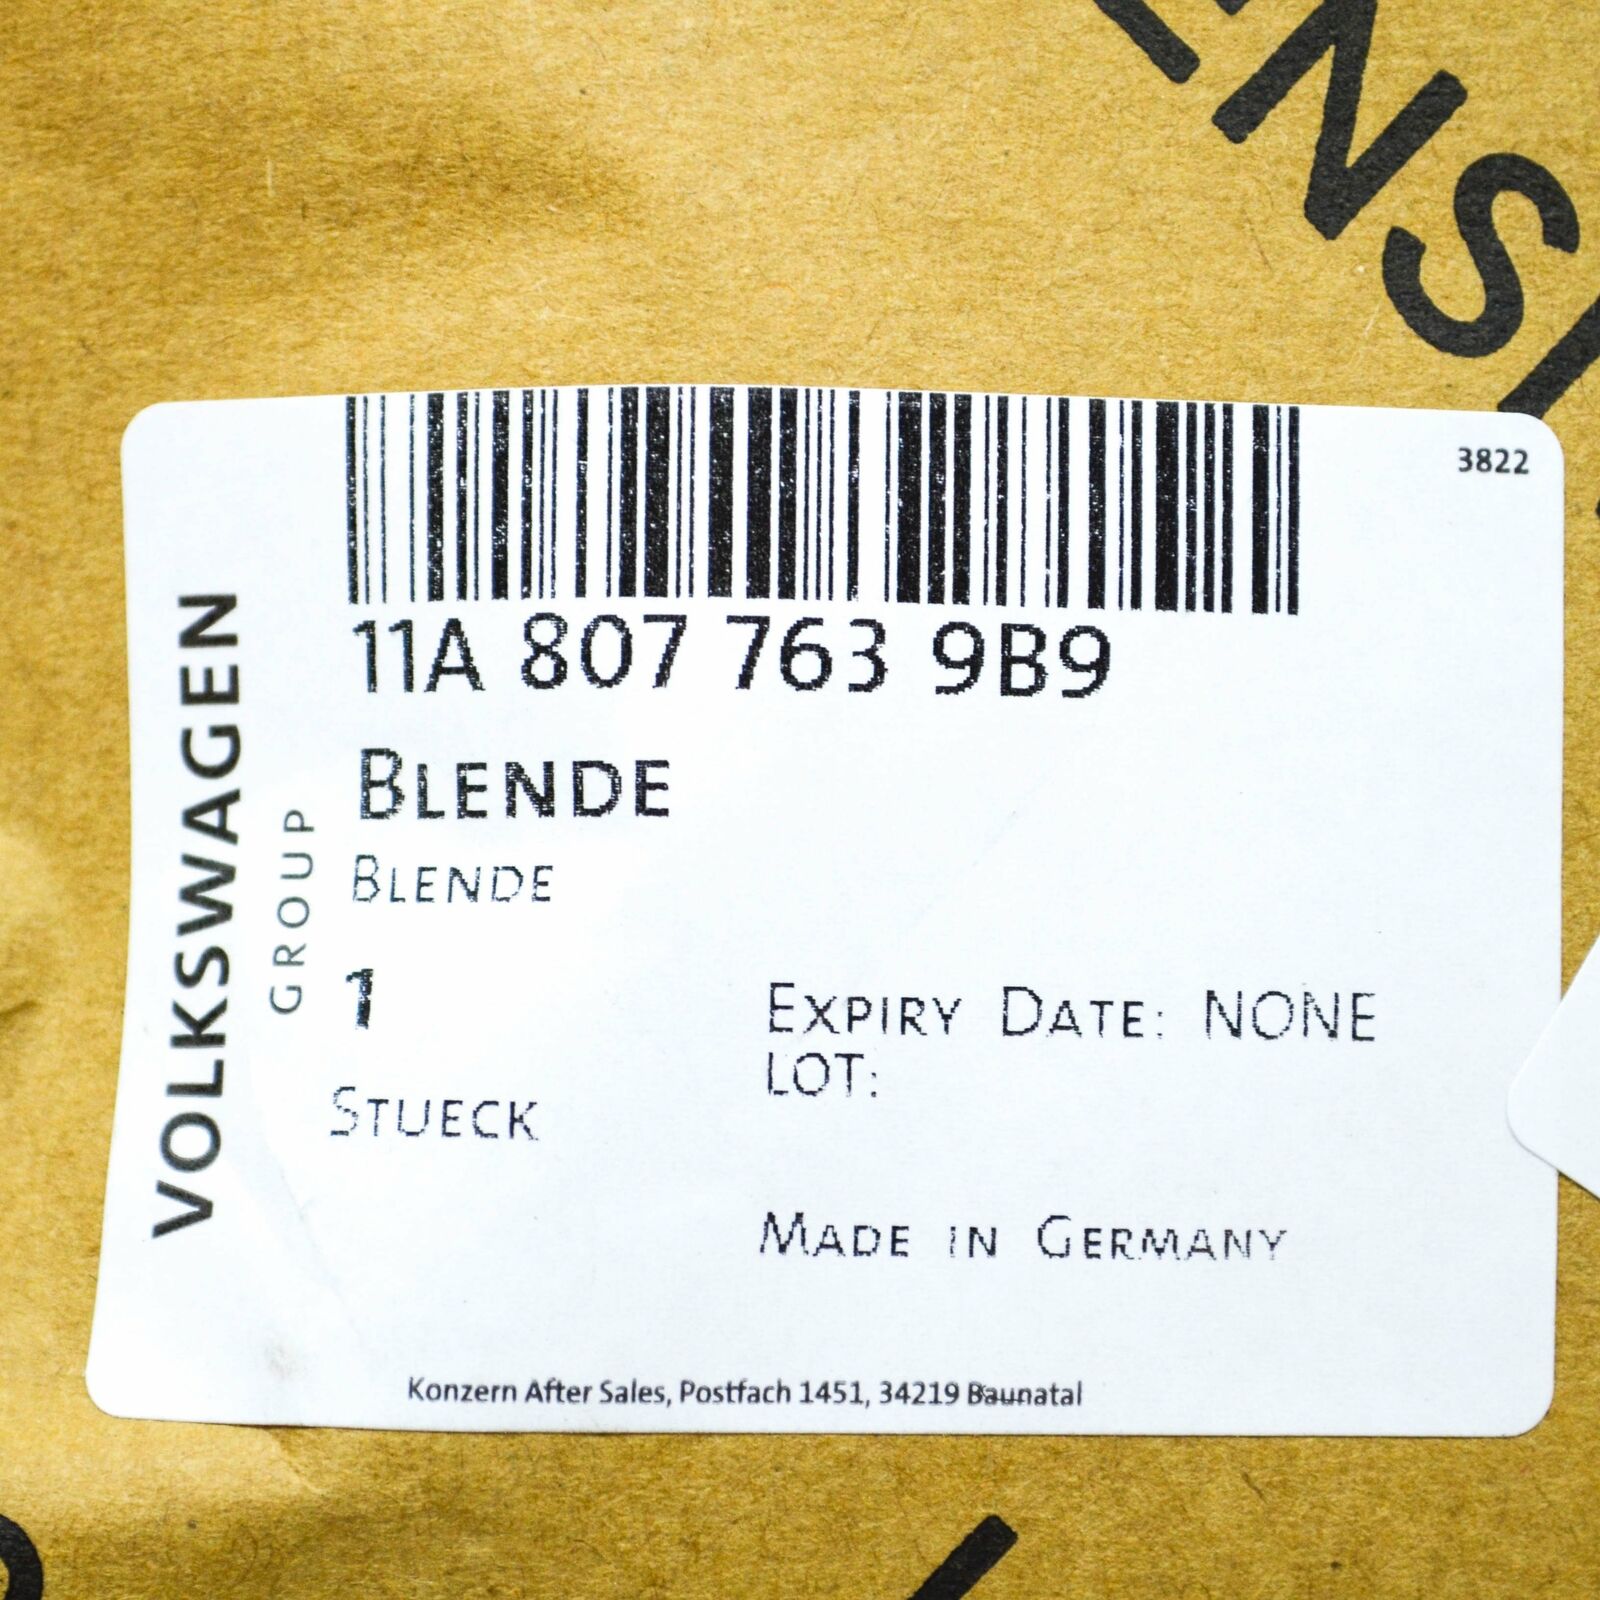 3822
11A 807 763 9B9
BLENDE
BLENDE
1
STUECK
EXPIRY DATE: NONE
LOT:
MADE IN GERMANY
Konzern After Sales, Postfach 1451, 34219 Baunatal
VOLKSWAGEN
GROUP